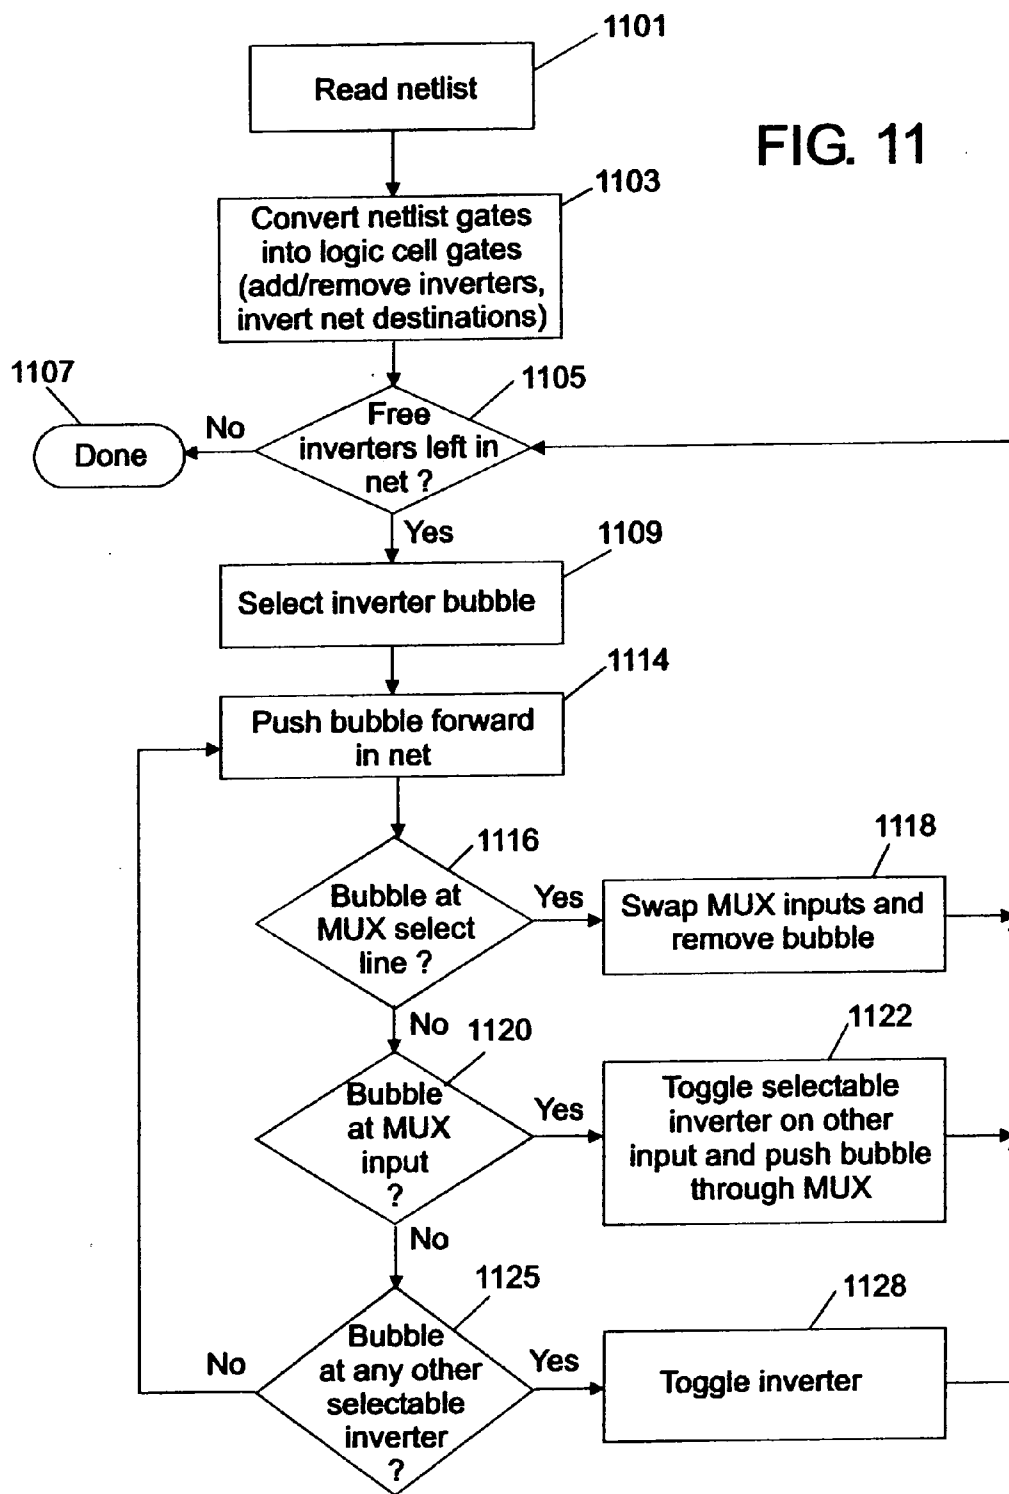 1101
Read netlist
FIG. 11
1103
Convert netlist gates
into logic cell gates
(add/remove inverters,
invert net destinations)
1107
1105
Done
No
Free
inverters left in
net ?
Yes
1109
Select inverter bubble
1114
Push bubble forward
in net
1116
1118
Bubble at
MUX select
line ?
Yes
Swap MUX inputs and
remove bubble
No
1120
1122
Bubble
at MUX
input
?
Yes
Toggle selectable
inverter on other
input and push bubble
through MUX
No
1125
1128
No
Bubble
at any other
selectable
inverter
?
Yes
Toggle inverter